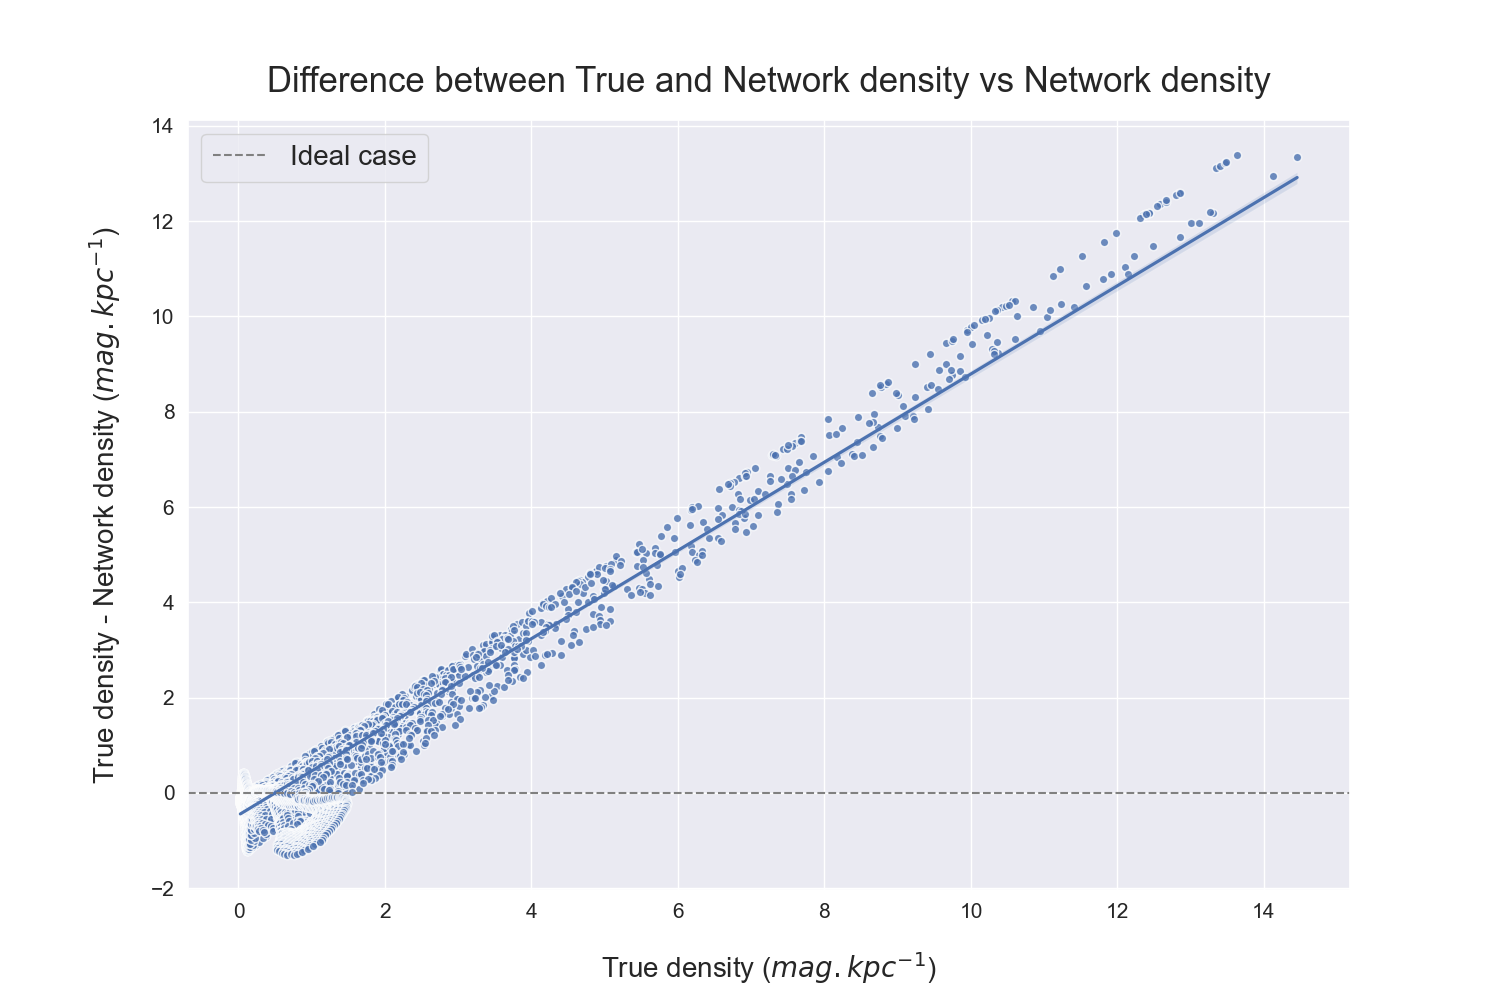 Difference between True and Network density vs Network density
Ideal case
True density - Network density (mag. kpc⁻¹)
14
12
10
8
6
4
2
0
−2
0 2 4 6 8 10 12 14
True density (mag. kpc⁻¹)